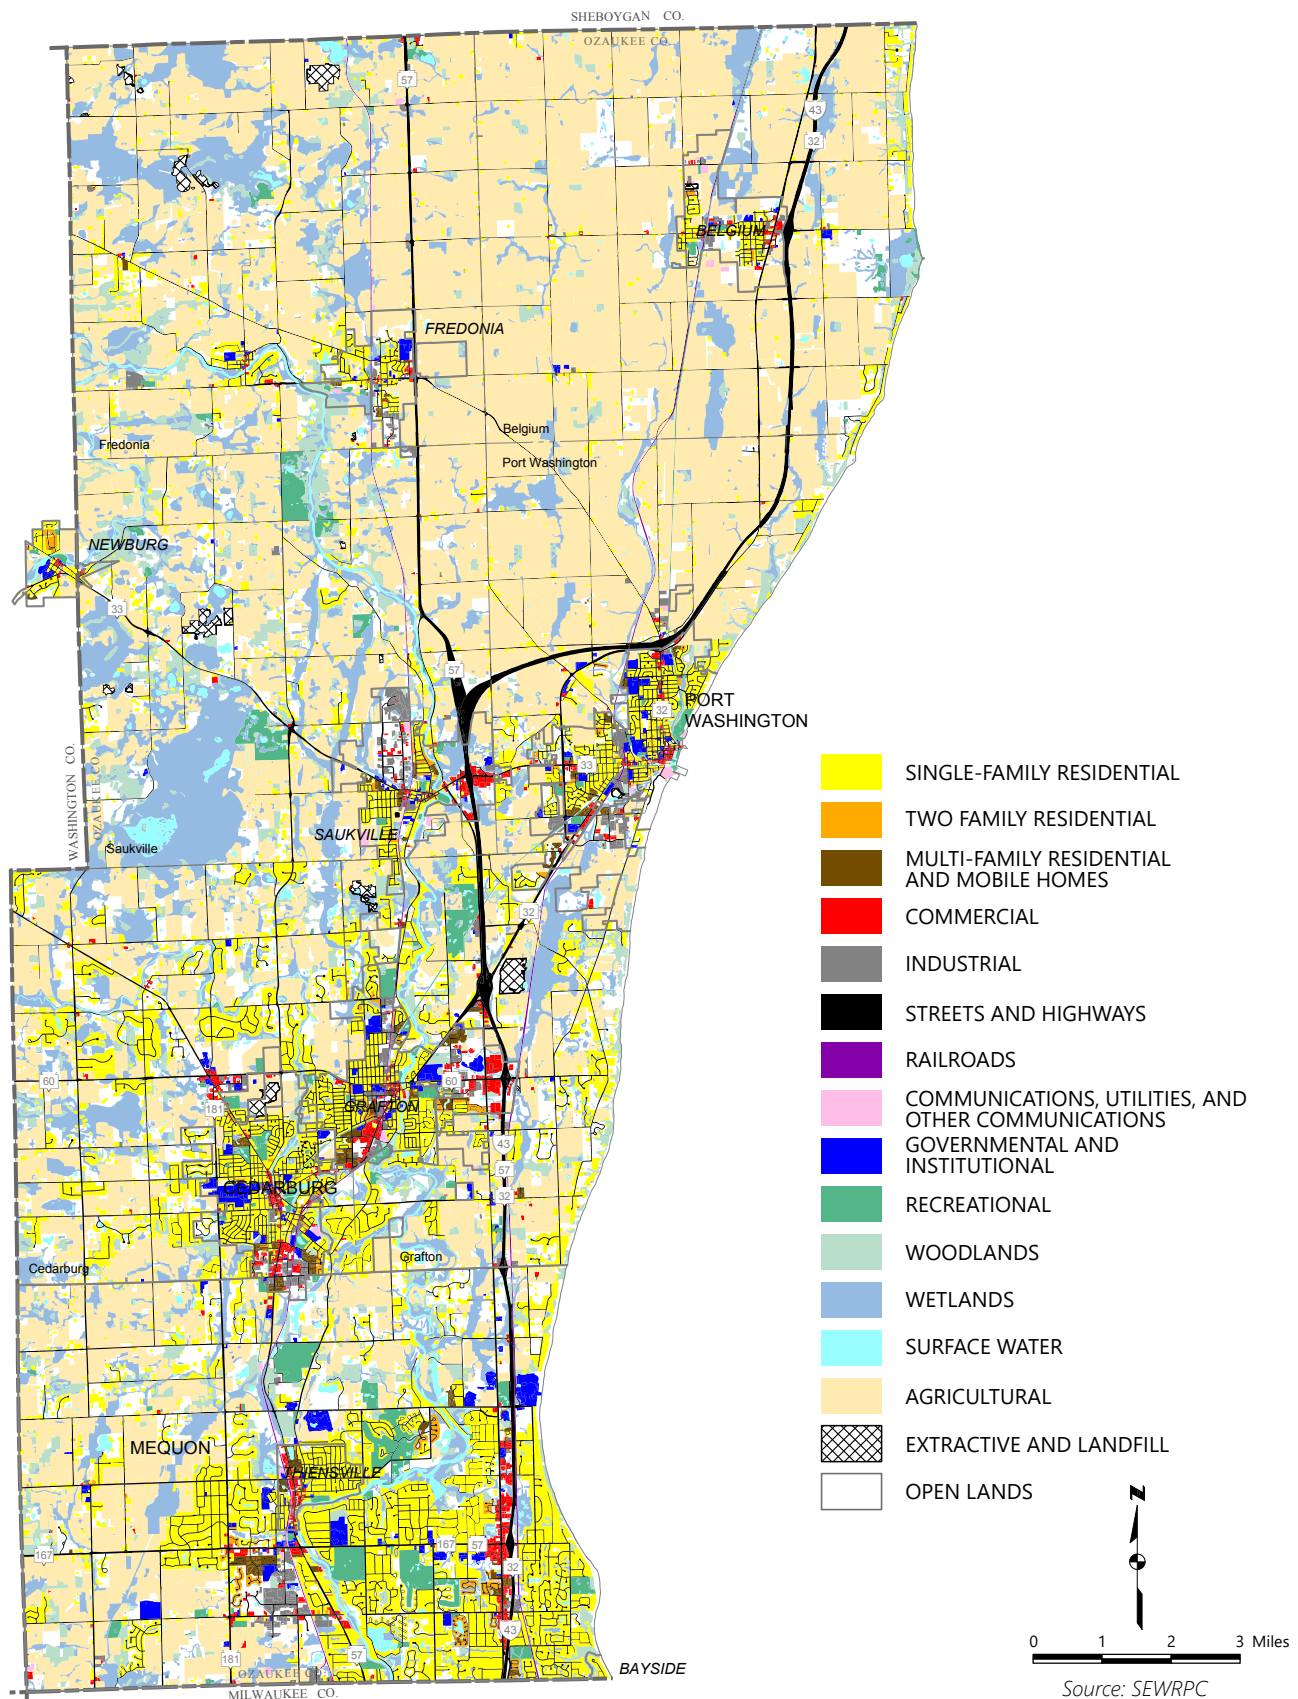 SHEBOYGAN CO.
OZAUKEE CO.
57
43
32
BELGIUM
FREDONIA
Belgium
Fredonia
Port Washington
NEWBURG
33
57
PORT
WASHINGTON
32
33
WASHINGTON CO.
OZAUKEE CO.
SAUKVILLE
Saukville
32
60
60
181
GRAFTON
43
57
CEDARBURG
32
Grafton
Cedarburg
MEQUON
THIENSVILLE
167
57
167
32
43
57
181
OZAUKEE CO.
MILWAUKEE CO.
BAYSIDE
SINGLE-FAMILY RESIDENTIAL
TWO FAMILY RESIDENTIAL
MULTI-FAMILY RESIDENTIAL
AND MOBILE HOMES
COMMERCIAL
INDUSTRIAL
STREETS AND HIGHWAYS
RAILROADS
COMMUNICATIONS, UTILITIES, AND
OTHER COMMUNICATIONS
GOVERNMENTAL AND
INSTITUTIONAL
RECREATIONAL
WOODLANDS
WETLANDS
SURFACE WATER
AGRICULTURAL
EXTRACTIVE AND LANDFILL
OPEN LANDS
N
0 1 2 3 Miles
Source: SEWRPC